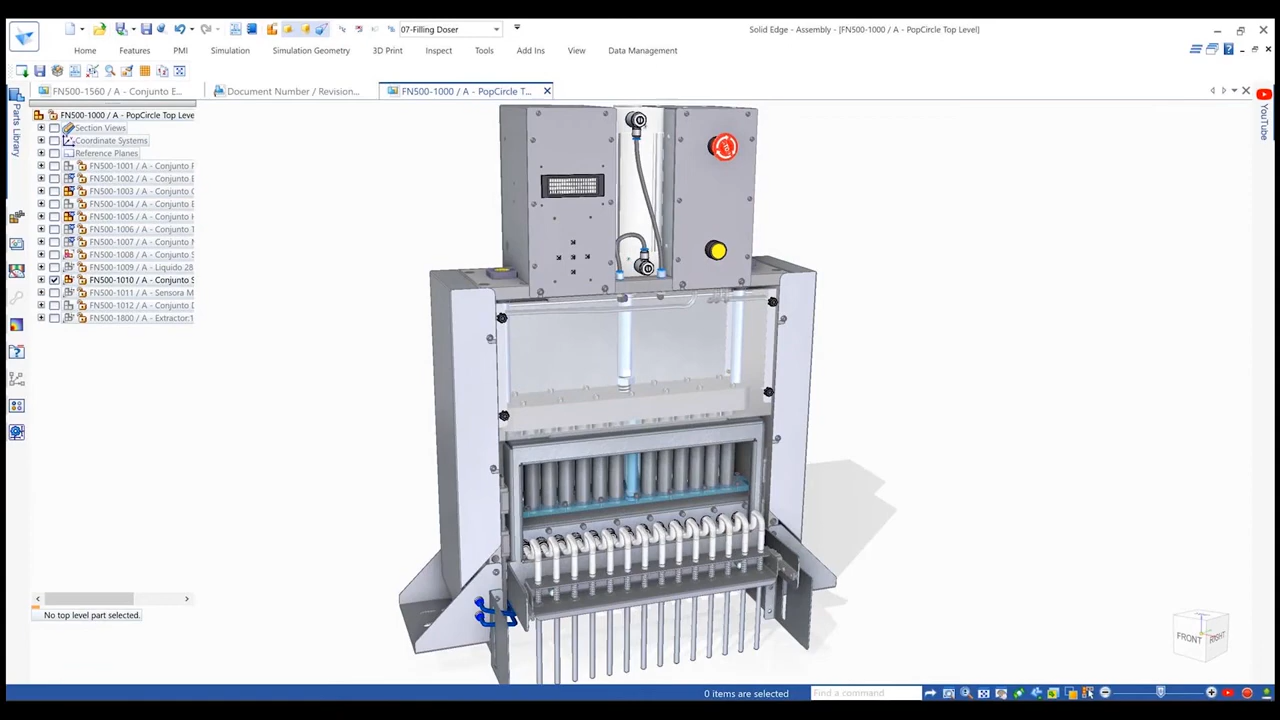 07-Filling Doser
Solid Edge - Assembly - [FN500-1000 / A - PopCircle Top Level]
Home Features PMI Simulation Simulation Geometry 3D Print Inspect Tools Add Ins View Data Management
FN500-1560 / A - Conjunto E... Document Number / Revision... FN500-1000 / A - PopCircle T...
Parts Library
YouTube
FN500-1000 / A - PopCircle Top Leve
Section Views
Coordinate Systems
Reference Planes
FN500-1001 / A - Conjunto
FN500-1002 / A - Conjunto
FN500-1003 / A - Conjunto
FN500-1004 / A - Conjunto
FN500-1005 / A - Conjunto
FN500-1006 / A - Conjunto
FN500-1007 / A - Conjunto
FN500-1008 / A - Conjunto
FN500-1009 / A - Liquido 28
FN500-1010 / A - Conjunto S
FN500-1011 / A - Sensora M
FN500-1012 / A - Conjunto
FN500-1800 / A - Extractor:1
No top level part selected.
FRONT RIGHT
0 items are selected Find a command